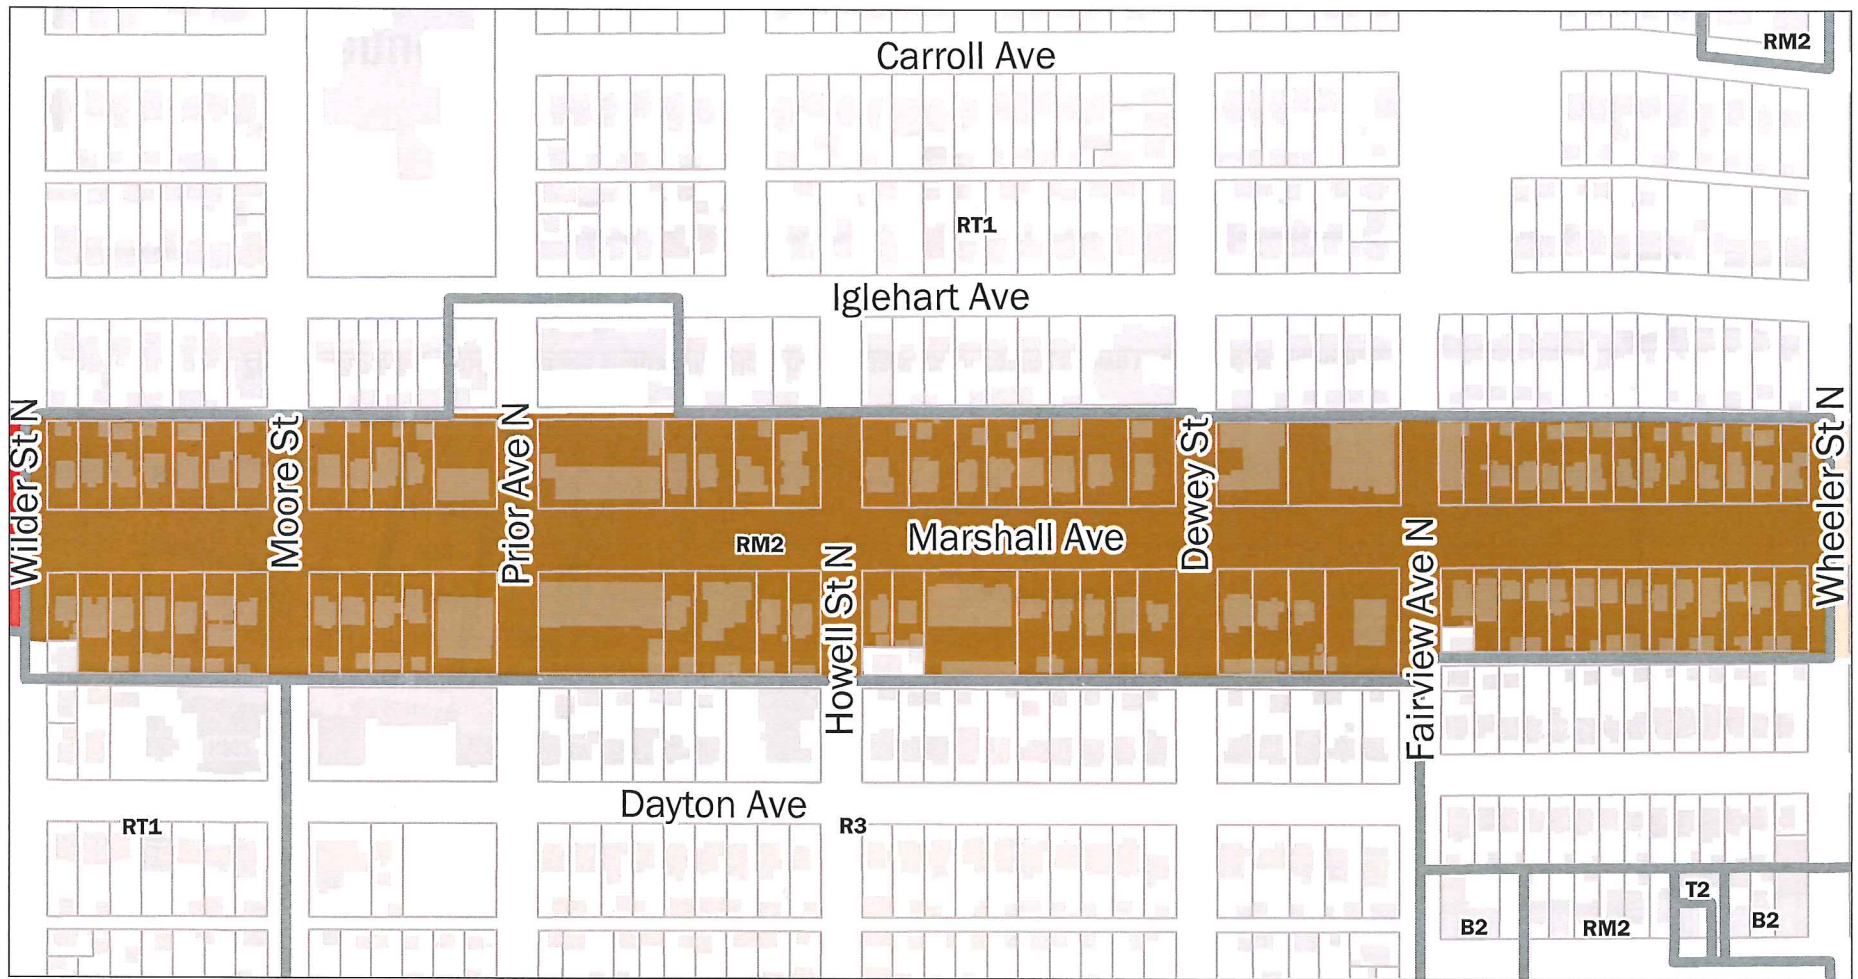 RM2
Carroll Ave
RT1
Iglehart Ave
Wilder St N
Moore St
Prior Ave N
RM2
Howell St N
Marshall Ave
Dewey St
Fairview Ave N
Wheeler St N
Dayton Ave
RT1
R3
T2
B2
RM2
B2